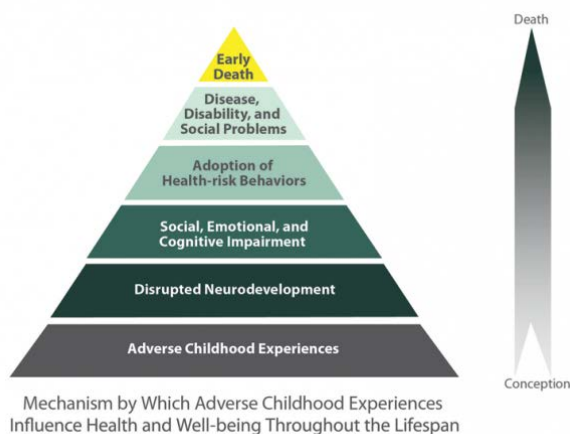 Death
Early
Death
Disease,
Disability, and
Social Problems
Adoption of
Health-risk Behaviors
Social, Emotional, and
Cognitive Impairment
Disrupted Neurodevelopment
Adverse Childhood Experiences
Conception
Mechanism by Which Adverse Childhood Experiences
Influence Health and Well-being Throughout the Lifespan